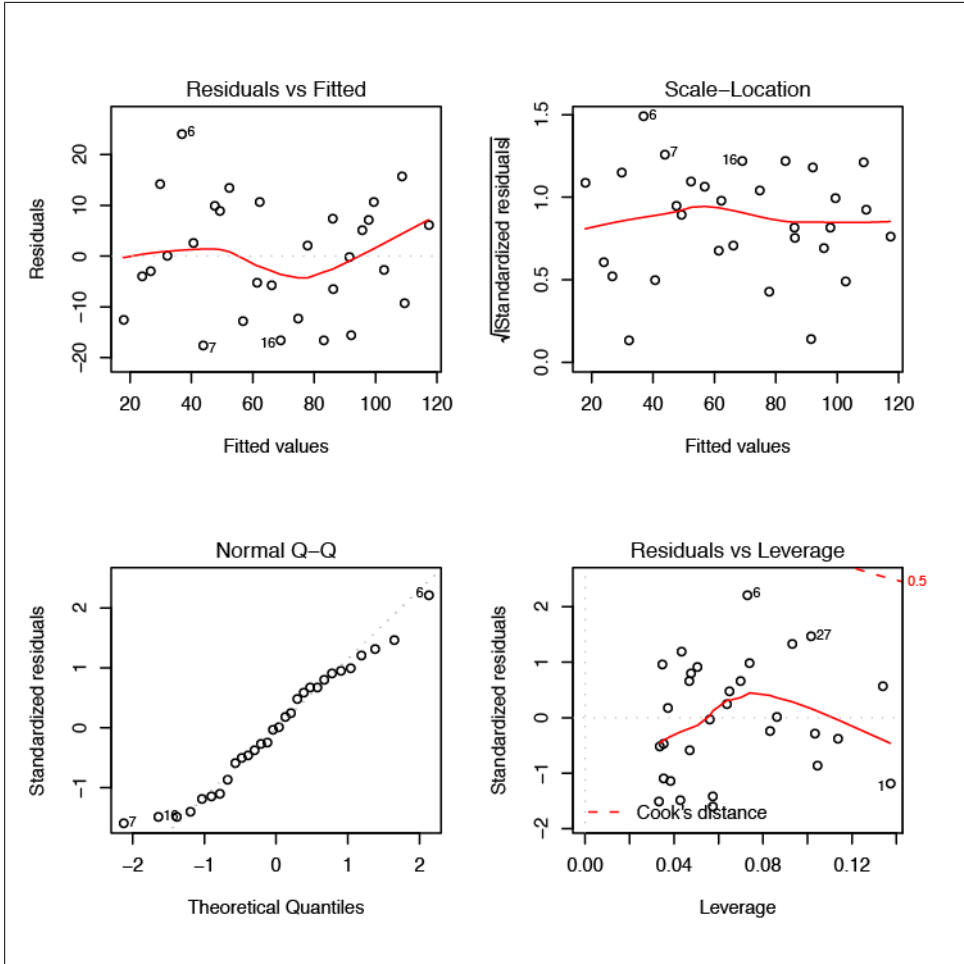 Residuals vs Fitted
Residuals
20
10
0
−10
−20
6
7
16
20 40 60 80 100 120
Fitted values
Scale−Location
√|Standardized residuals|
1.5
1.0
0.5
0.0
6
7
16
20 40 60 80 100 120
Fitted values
Normal Q−Q
Standardized residuals
2
1
0
−1
6
7
16
−2 −1 0 1 2
Theoretical Quantiles
Residuals vs Leverage
Standardized residuals
2
1
0
−1
−2
0.5
6
27
1
Cook's distance
0.00 0.04 0.08 0.12
Leverage